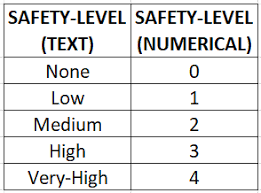 SAFETY-LEVEL SAFETY-LEVEL
(TEXT) (NUMERICAL)
None 0
Low 1
Medium 2
High 3
Very-High 4